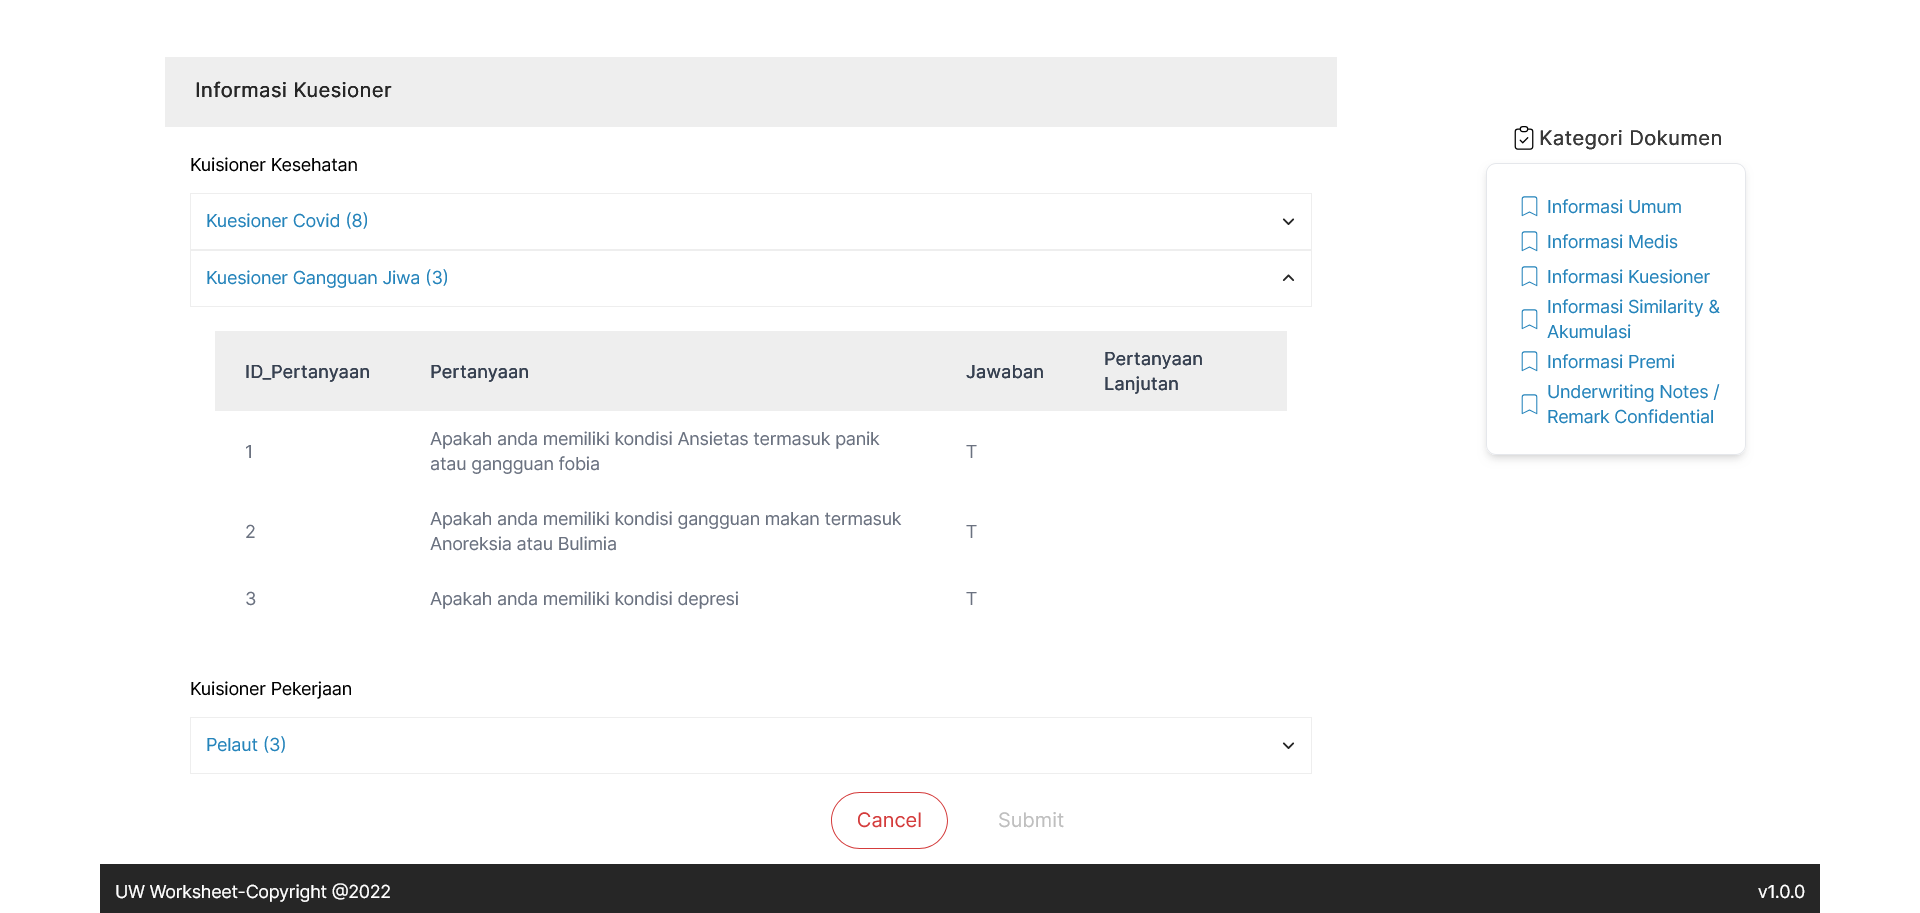 Informasi Kuesioner
Kuisioner Kesehatan
Kuesioner Covid (8)
Kuesioner Gangguan Jiwa (3)
ID_Pertanyaan Pertanyaan Jawaban Pertanyaan
Lanjutan
1 Apakah anda memiliki kondisi Ansietas termasuk panik
atau gangguan fobia T
2 Apakah anda memiliki kondisi gangguan makan termasuk
Anoreksia atau Bulimia T
3 Apakah anda memiliki kondisi depresi T
Kuisioner Pekerjaan
Pelaut (3)
Cancel Submit
Kategori Dokumen
Informasi Umum
Informasi Medis
Informasi Kuesioner
Informasi Similarity &
Akumulasi
Informasi Premi
Underwriting Notes /
Remark Confidential
UW Worksheet-Copyright @2022 v1.0.0